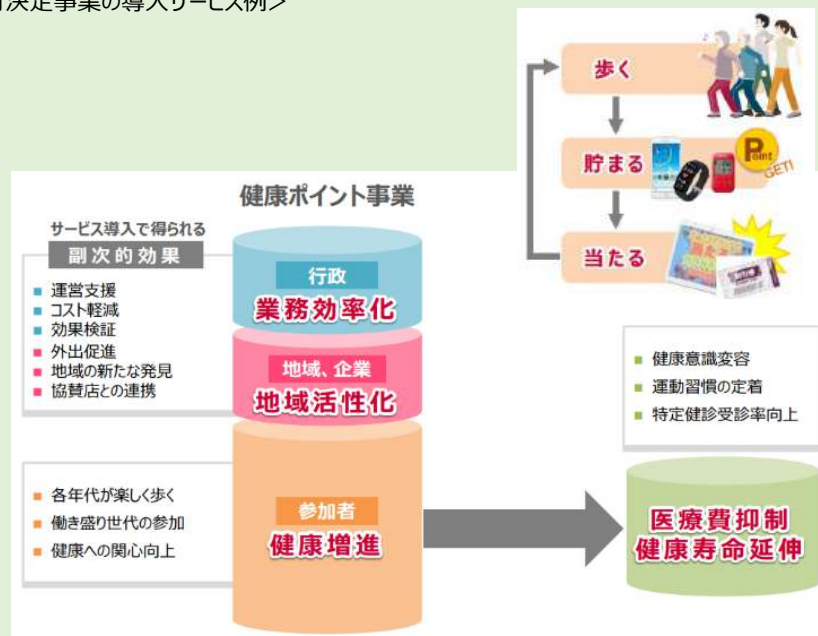 決定事業の導入サービス例＞
歩く
貯まる
Point
GET!
当たる
当たる
健康ポイント事業
サービス導入で得られる
副次的効果
運営支援
コスト軽減
効果検証
外出促進
地域の新たな発見
協賛店との連携
行政
業務効率化
地域、企業
地域活性化
各年代が楽しく歩く
働き盛り世代の参加
健康への関心向上
参加者
健康増進
健康意識変容
運動習慣の定着
特定健診受診率向上
医療費抑制
健康寿命延伸